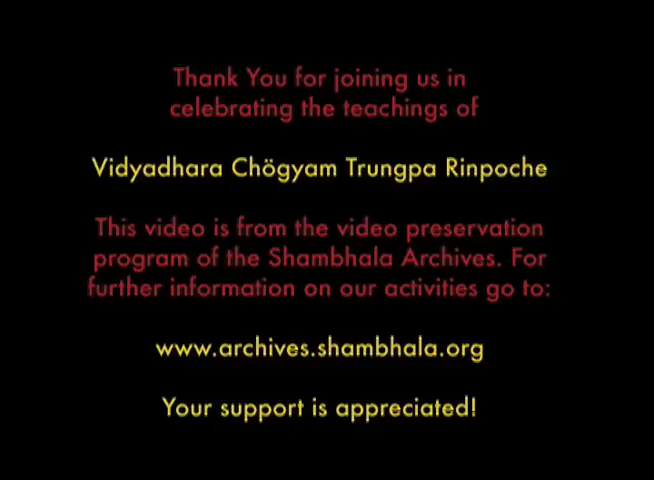 Thank You for joining us in
celebrating the teachings of
Vidyadhara Chögyam Trungpa Rinpoche
This video is from the video preservation
program of the Shambhala Archives. For
further information on our activities go to:
www.archives.shambhala.org
Your support is appreciated!